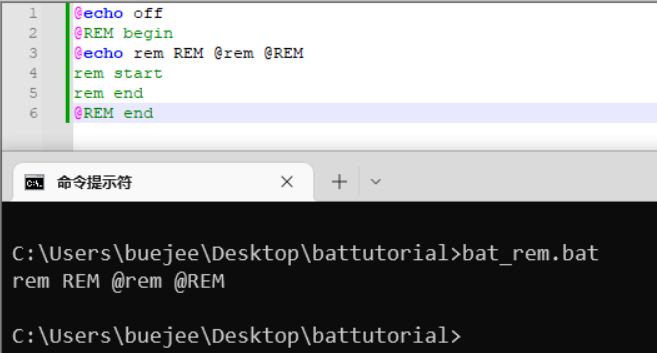 1 @echo off
2 @REM begin
3 @echo rem REM @rem @REM
4 rem start
5 rem end
6 @REM end
命令提示符
C:\Users\buejee\Desktop\battutorial>bat_rem.bat
rem REM @rem @REM
C:\Users\buejee\Desktop\battutorial>